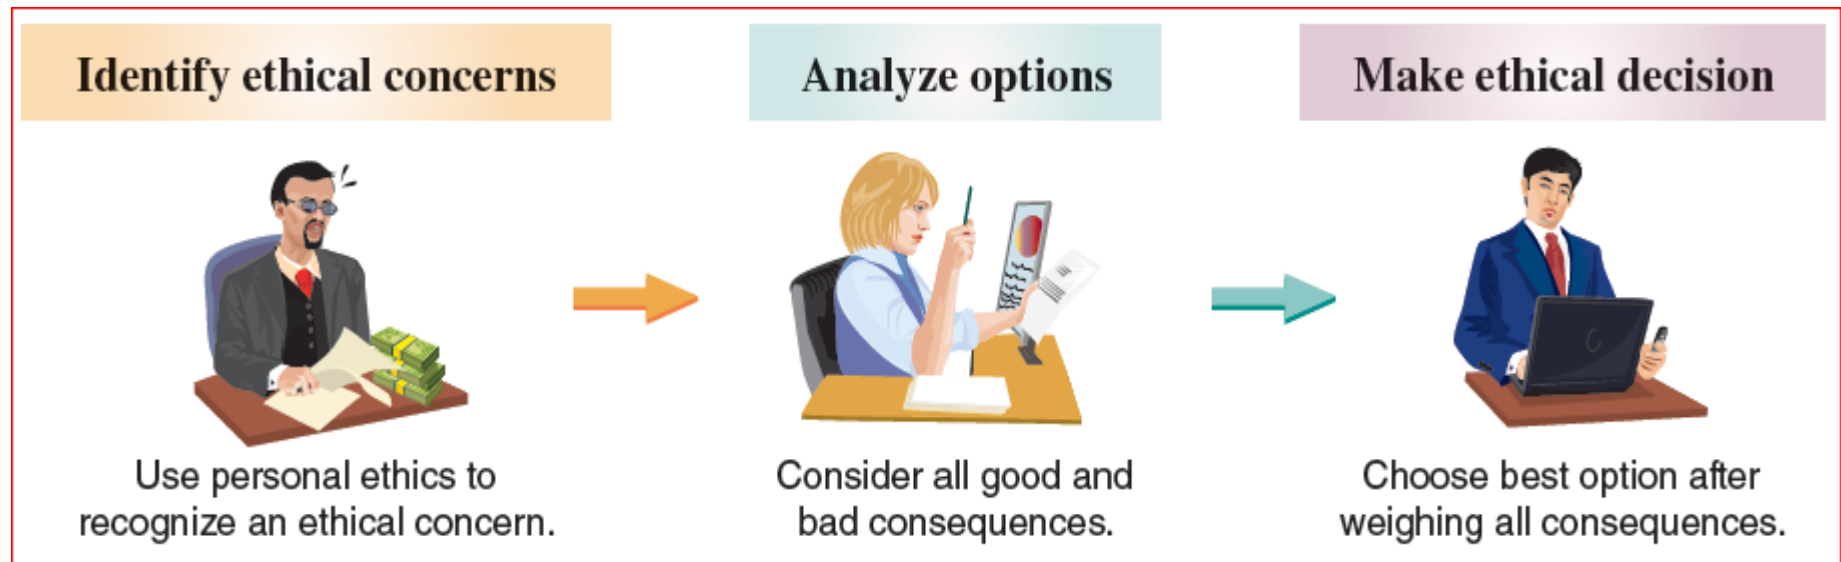 Identify ethical concerns
Analyze options
Make ethical decision
Use personal ethics to
recognize an ethical concern.
Consider all good and
bad consequences.
Choose best option after
weighing all consequences.